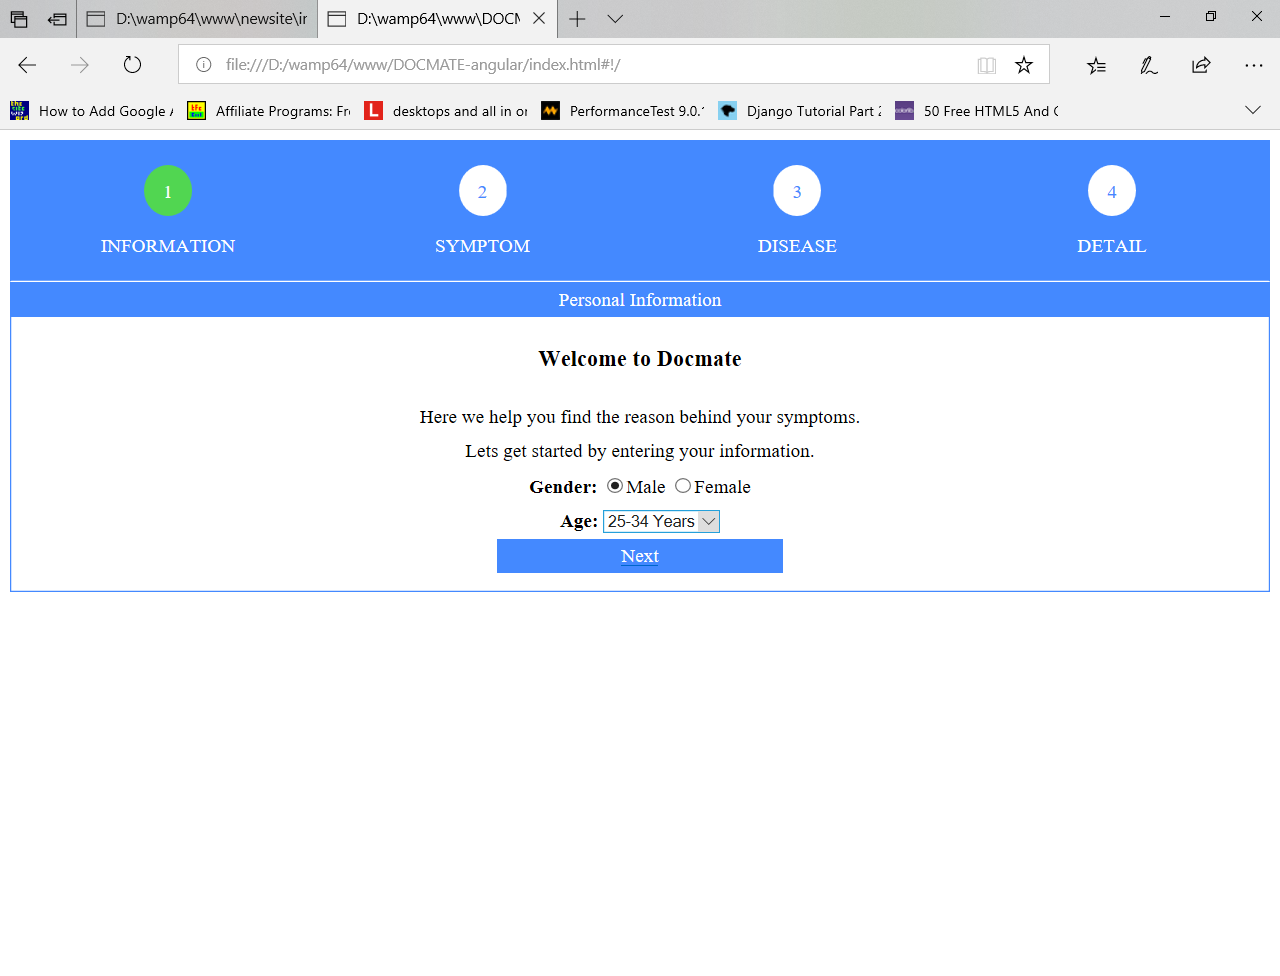 D:\wamp64\www\newsite\ir
D:\wamp64\www\DOCM
file:///D:/wamp64/www/DOCMATE-angular/index.html#!/
How to Add Google
Affiliate Programs: Fr
L
desktops and all in or
PerformanceTest 9.0.
Django Tutorial Part
50 Free HTML5 And
1
2
3
4
INFORMATION
SYMPTOM
DISEASE
DETAIL
Personal Information
Welcome to Docmate
Here we help you find the reason behind your symptoms.
Lets get started by entering your information.
Gender: Male Female
Age: 25-34 Years
Next